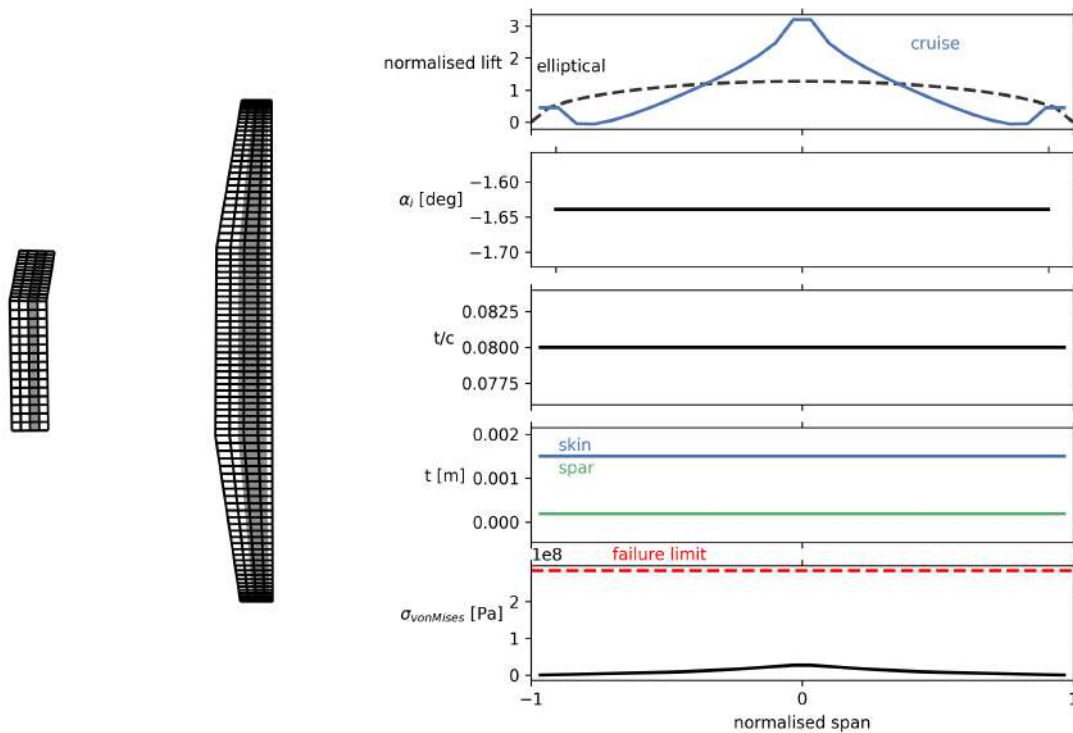 3
normalised lift
2
1
0
elliptical
cruise
−1.60
αi [deg]
−1.65
−1.70
0.0825
t/c
0.0800
0.0775
0.002
skin
t [m]
0.001
spar
0.000
1e8
failure limit
2
σvonMises [Pa]
1
0
−1
0
1
normalised span